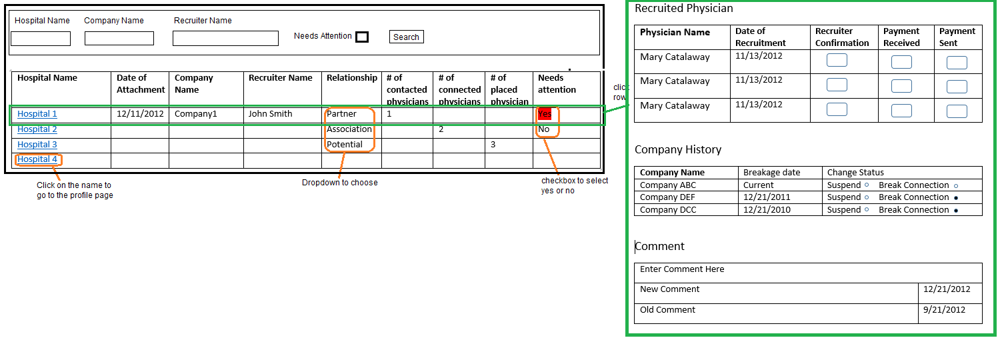 Hospital Name Company Name Recruiter Name
Needs Attention Search
Hospital Name Date of Attachment Company Name Recruiter Name Relationship # of contacted physicians # of connected physicians # of placed physician Needs attention
Hospital 1 12/11/2012 Company1 John Smith Partner 1 Yes
Hospital 2 Association 2 No
Hospital 3 Potential 3
Hospital 4
Click on the name to
go to the profile page
Dropdown to choose
checkbox to select
yes or no
row
Recruited Physician
Physician Name Date of Recruitment Recruiter Confirmation Payment Received Payment Sent
Mary Catalaway 11/13/2012
Mary Catalaway 11/13/2012
Mary Catalaway 11/13/2012
Company History
Company Name Breakage date Change Status
Company ABC Current Suspend Break Connection
Company DEF 12/21/2011 Suspend Break Connection
Company DCC 12/21/2010 Suspend Break Connection
Comment
Enter Comment Here
New Comment 12/21/2012
Old Comment 9/21/2012